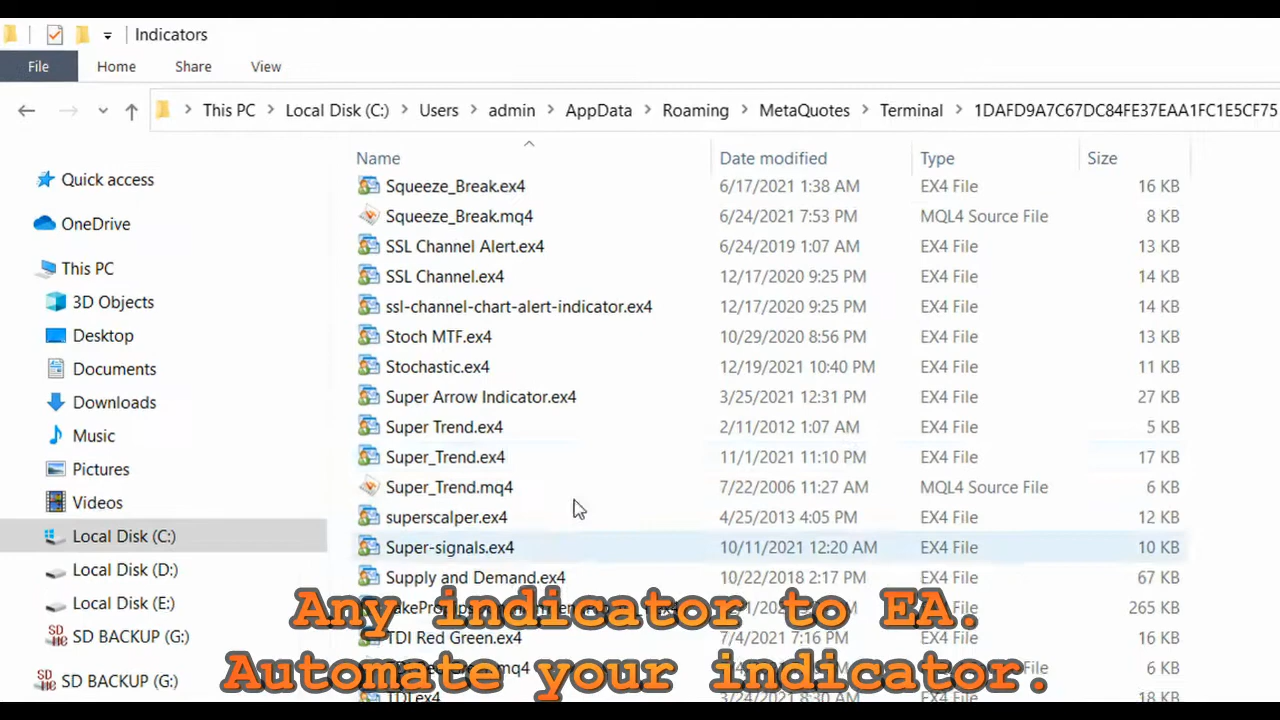 Indicators
File Home Share View
This PC Local Disk (C:) Users admin AppData Roaming MetaQuotes Terminal 1DAFD9A7C67DC84FE37EAA1FC1E5CF75
Name Date modified Type Size
Quick access
OneDrive
This PC
3D Objects
Desktop
Documents
Downloads
Music
Pictures
Videos
Local Disk (C:)
Local Disk (D:)
Local Disk (E:)
SD BACKUP (G:)
SD BACKUP (G:)
Squeeze_Break.ex4 6/17/2021 1:38 AM EX4 File 16 KB
Squeeze_Break.mq4 6/24/2021 7:53 PM MQL4 Source File 8 KB
SSL Channel Alert.ex4 6/24/2019 1:07 AM EX4 File 13 KB
SSL Channel.ex4 12/17/2020 9:25 PM EX4 File 14 KB
ssl-channel-chart-alert-indicator.ex4 12/17/2020 9:25 PM EX4 File 14 KB
Stoch MTF.ex4 10/29/2020 8:56 PM EX4 File 13 KB
Stochastic.ex4 12/19/2021 10:40 PM EX4 File 11 KB
Super Arrow Indicator.ex4 3/25/2021 12:31 PM EX4 File 27 KB
Super Trend.ex4 2/11/2012 1:07 AM EX4 File 5 KB
Super_Trend.ex4 11/1/2021 11:10 PM EX4 File 17 KB
Super_Trend.mq4 7/22/2006 11:27 AM MQL4 Source File 6 KB
superscalper.ex4 4/25/2013 4:05 PM EX4 File 12 KB
Super-signals.ex4 10/11/2021 12:20 AM EX4 File 10 KB
Supply and Demand.ex4 10/22/2018 2:17 PM EX4 File 67 KB
EX4 File 265 KB
TDI Red Green.ex4 7/4/2021 7:16 PM EX4 File 16 KB
6 KB
TDI.ex4 3/24/2021 8:30 AM EX4 File 18 KB
Any indicator to EA.
Automate your indicator.